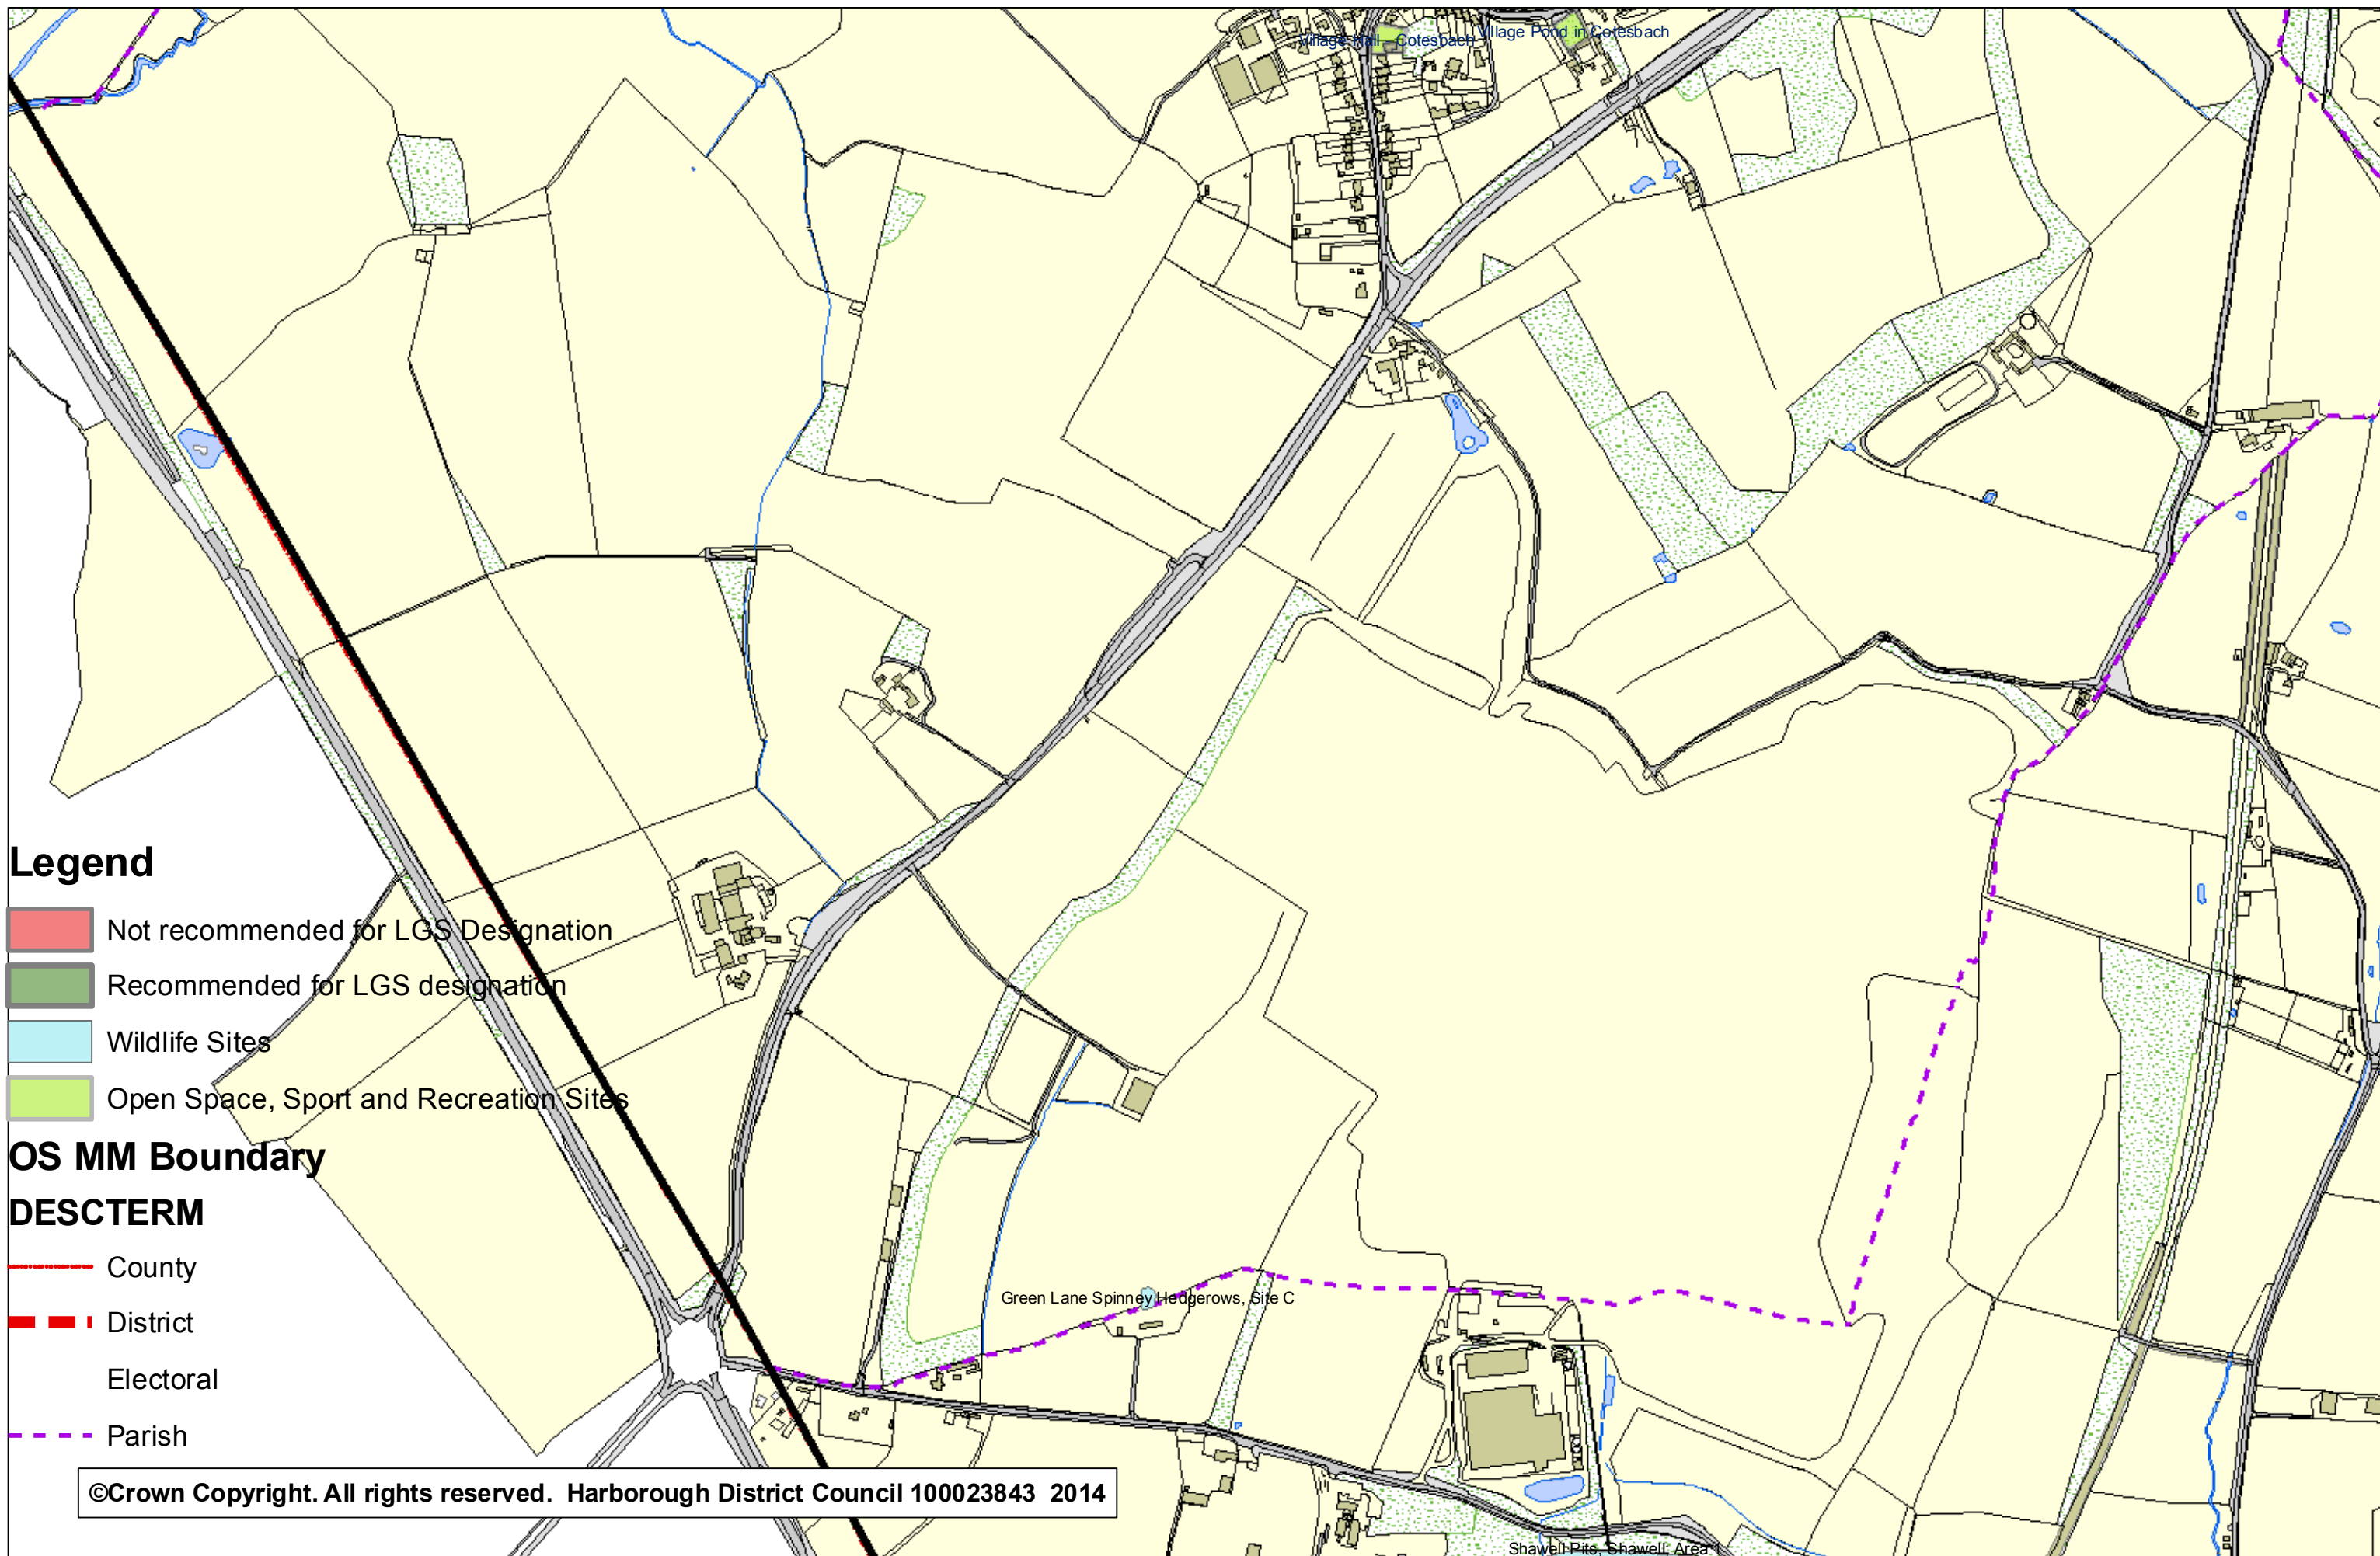 Village Hall - Cotesbach
Village Pond in Cotesbach
Legend
Not recommended for LGS Designation
Recommended for LGS designation
Wildlife Sites
Open Space, Sport and Recreation Sites
OS MM Boundary
DESCTERM
County
District
Electoral
Parish
Green Lane Spinney Hedgerows, Site C
©Crown Copyright. All rights reserved. Harborough District Council 100023843 2014
Shawell Pits, Shawell, Area